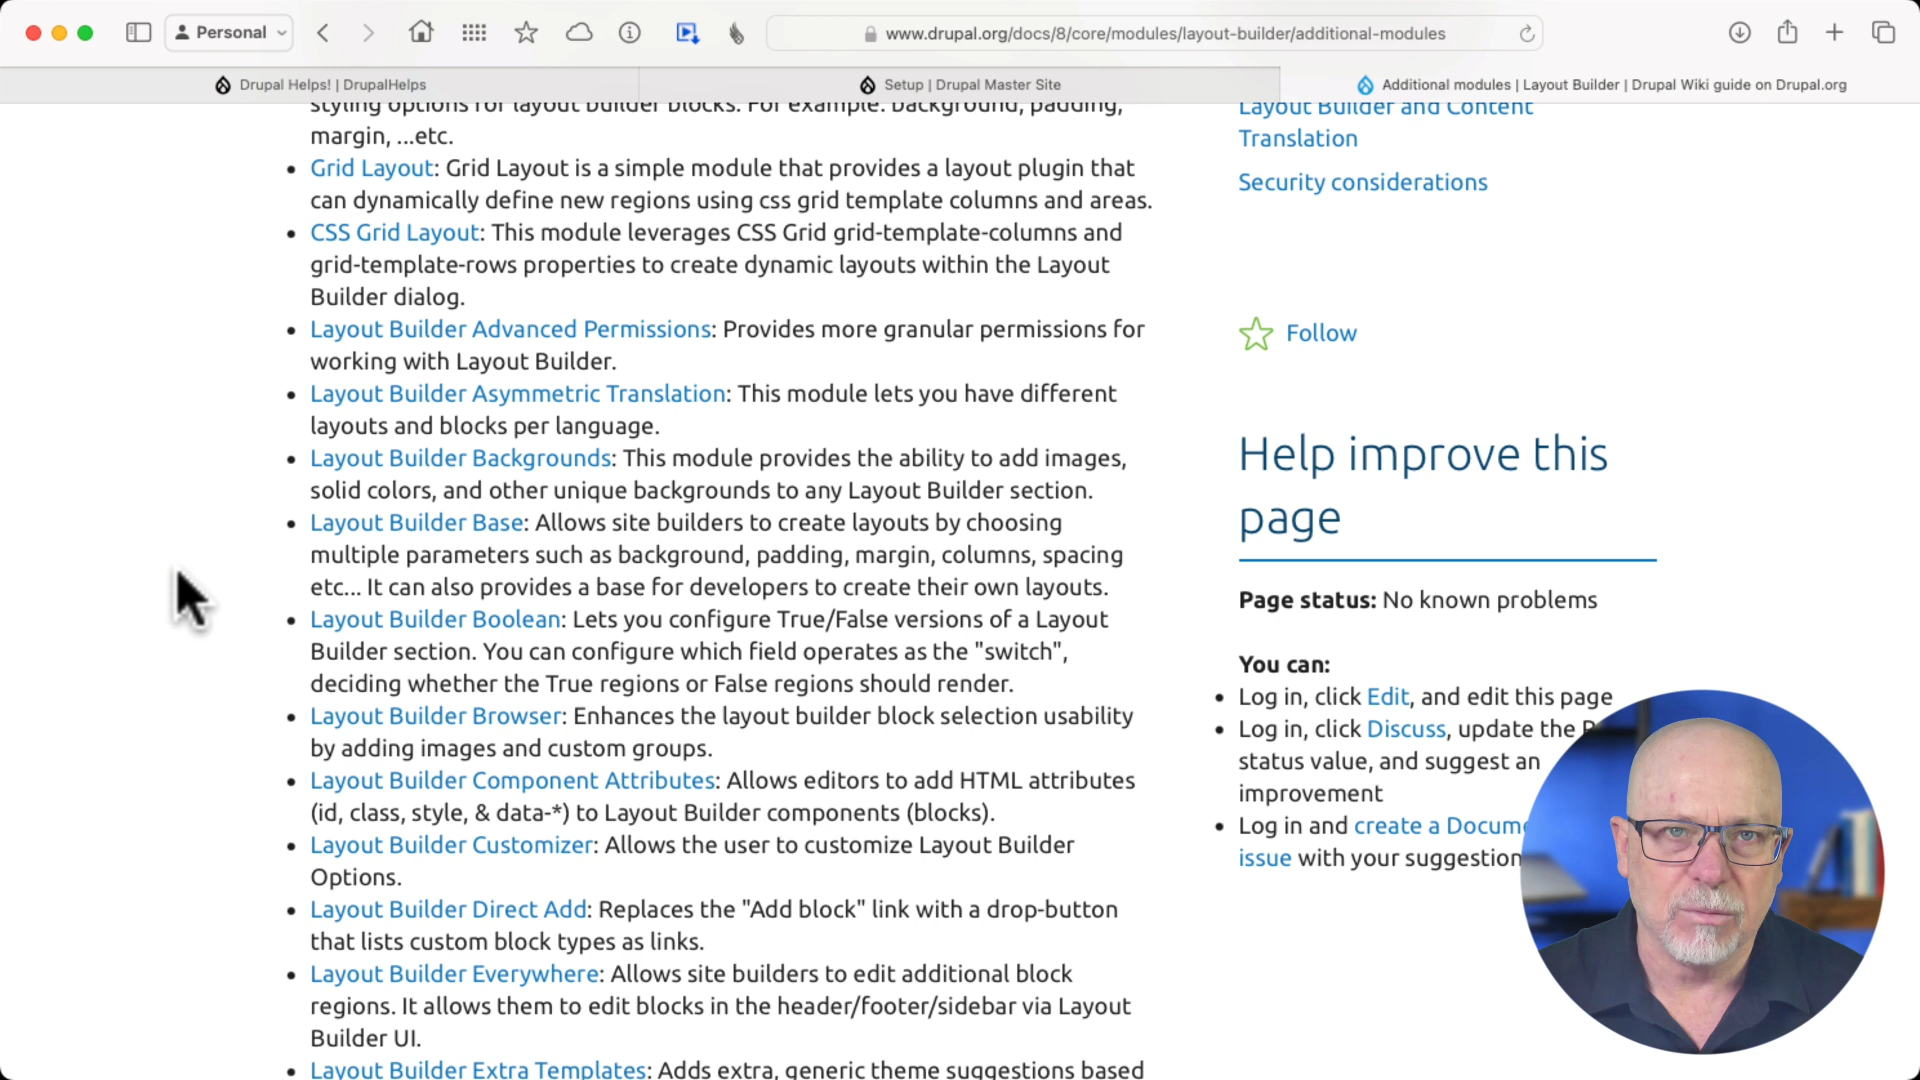 Personal
www.drupal.org/docs/8/core/modules/layout-builder/additional-modules
Drupal Helps! | DrupalHelps
Setup | Drupal Master Site
Additional modules | Layout Builder | Drupal Wiki guide on Drupal.org
styling options for layout builder blocks. For example: background, padding,
margin, ...etc.
Grid Layout: Grid Layout is a simple module that provides a layout plugin that
can dynamically define new regions using css grid template columns and areas.
CSS Grid Layout: This module leverages CSS Grid grid-template-columns and
grid-template-rows properties to create dynamic layouts within the Layout
Builder dialog.
Layout Builder Advanced Permissions: Provides more granular permissions for
working with Layout Builder.
Layout Builder Asymmetric Translation: This module lets you have different
layouts and blocks per language.
Layout Builder Backgrounds: This module provides the ability to add images,
solid colors, and other unique backgrounds to any Layout Builder section.
Layout Builder Base: Allows site builders to create layouts by choosing
multiple parameters such as background, padding, margin, columns, spacing
etc... It can also provides a base for developers to create their own layouts.
Layout Builder Boolean: Lets you configure True/False versions of a Layout
Builder section. You can configure which field operates as the "switch",
deciding whether the True regions or False regions should render.
Layout Builder Browser: Enhances the layout builder block selection usability
by adding images and custom groups.
Layout Builder Component Attributes: Allows editors to add HTML attributes
(id, class, style, & data-*) to Layout Builder components (blocks).
Layout Builder Customizer: Allows the user to customize Layout Builder
Options.
Layout Builder Direct Add: Replaces the "Add block" link with a drop-button
that lists custom block types as links.
Layout Builder Everywhere: Allows site builders to edit additional block
regions. It allows them to edit blocks in the header/footer/sidebar via Layout
Builder UI.
Layout Builder Extra Templates: Adds extra, generic theme suggestions based
Layout Builder and Content
Translation
Security considerations
Follow
Help improve this
page
Page status: No known problems
You can:
Log in, click Edit, and edit this page
Log in, click Discuss, update the
status value, and suggest an
improvement
Log in and create a
issue with your suggestion